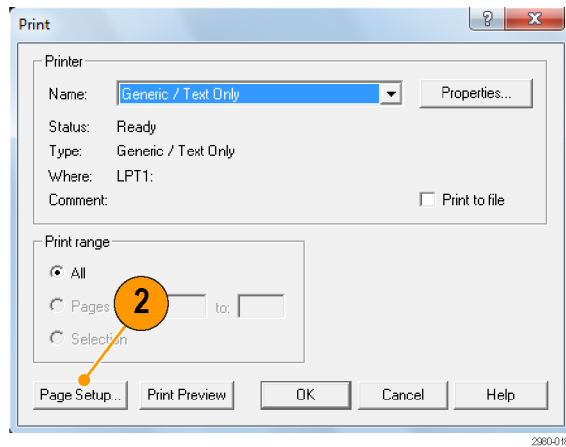 Print
Printer
Name: Generic / Text Only Properties...
Status: Ready
Type: Generic / Text Only
Where: LPT1:
Comment: Print to file
Print range
All
Pages to:
2
Selection
Page Setup... Print Preview OK Cancel Help